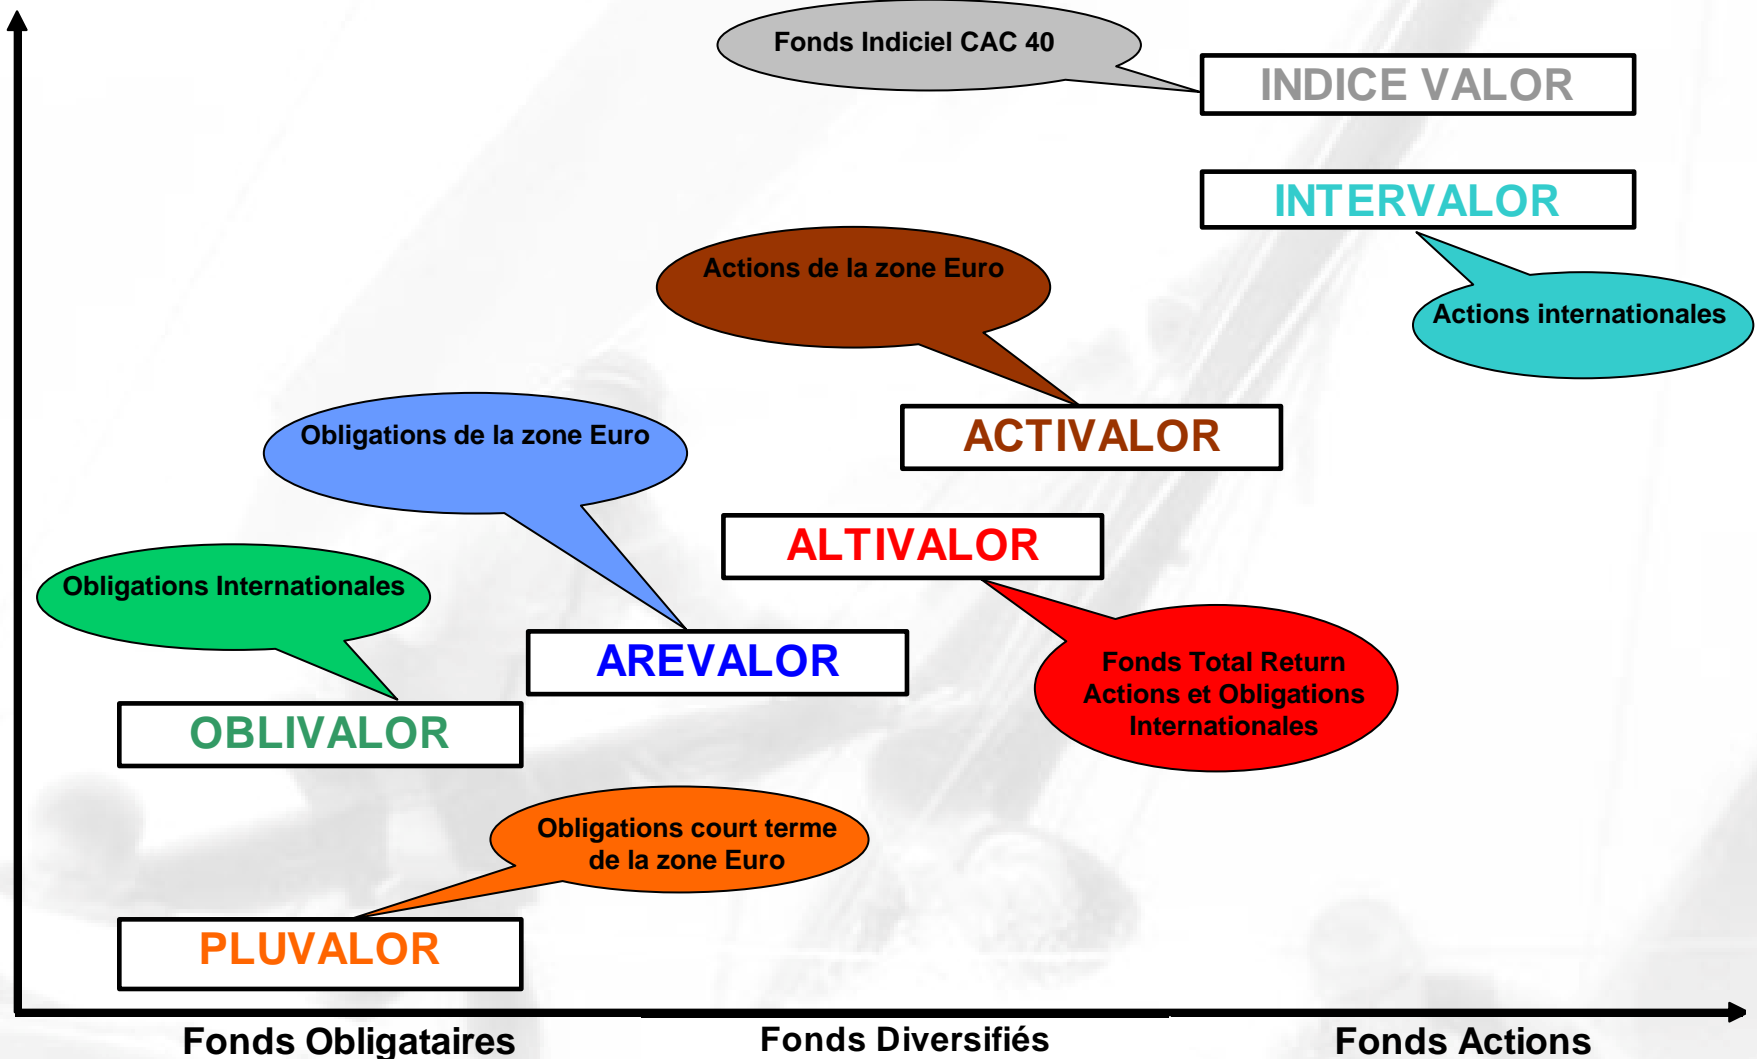 Fonds Indiciel CAC 40
INDICE VALOR
INTERVALOR
Actions de la zone Euro
Actions internationales
ACTIVALOR
Obligations de la zone Euro
ALTIVALOR
Obligations Internationales
AREVALOR
Fonds Total Return
Actions et Obligations
Internationales
OBLIVALOR
Obligations court terme
de la zone Euro
PLUVALOR
Fonds Obligataires
Fonds Diversifiés
Fonds Actions